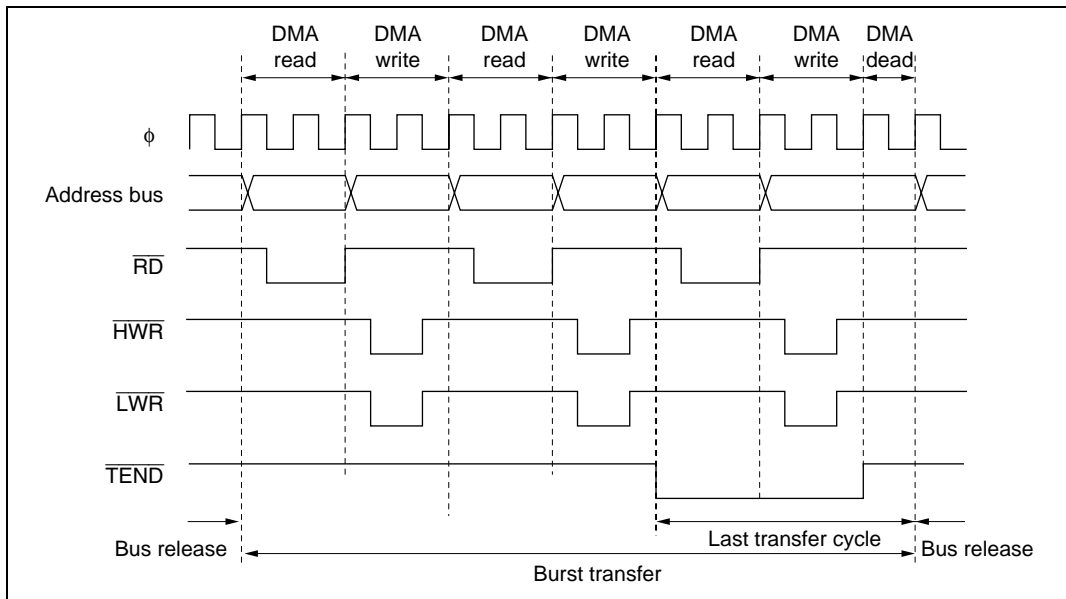 DMA read
DMA write
DMA read
DMA write
DMA read
DMA write
DMA dead
ϕ
Address bus
RD
HWR
LWR
TEND
Bus release
Last transfer cycle
Bus release
Burst transfer